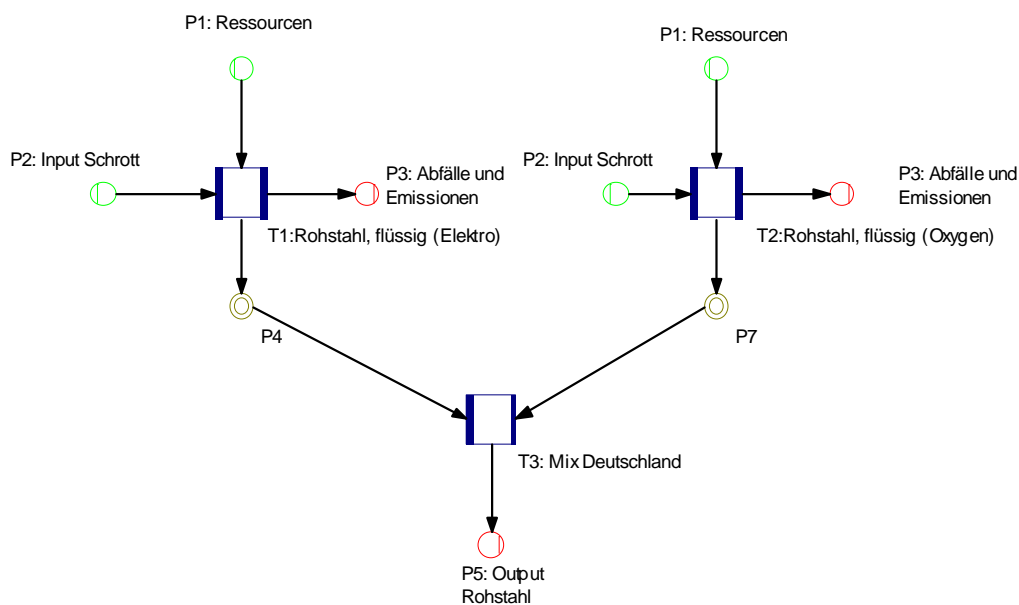 P1: Ressourcen
P1: Ressourcen
P2: Input Schrott
P3: Abfälle und
Emissionen
P2: Input Schrott
P3: Abfälle und
Emissionen
T1:Rohstahl, flüssig (Elektro)
T2:Rohstahl, flüssig (Oxygen)
P4
P7
T3: Mix Deutschland
P5: Output
Rohstahl